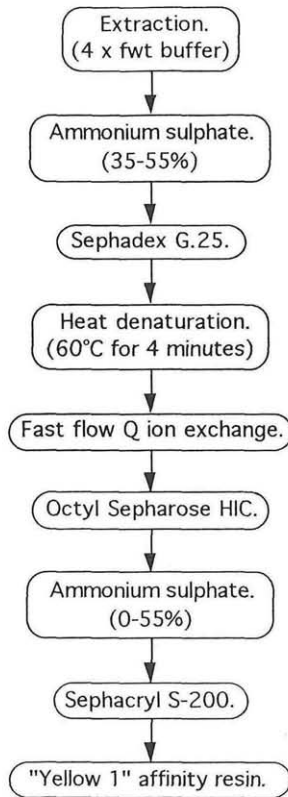 Extraction.
(4 x fwt buffer)
Ammonium sulphate.
(35-55%)
Sephadex G.25.
Heat denaturation.
(60°C for 4 minutes)
Fast flow Q ion exchange.
Octyl Sepharose HIC.
Ammonium sulphate.
(0-55%)
Sephacryl S-200.
"Yellow 1" affinity resin.